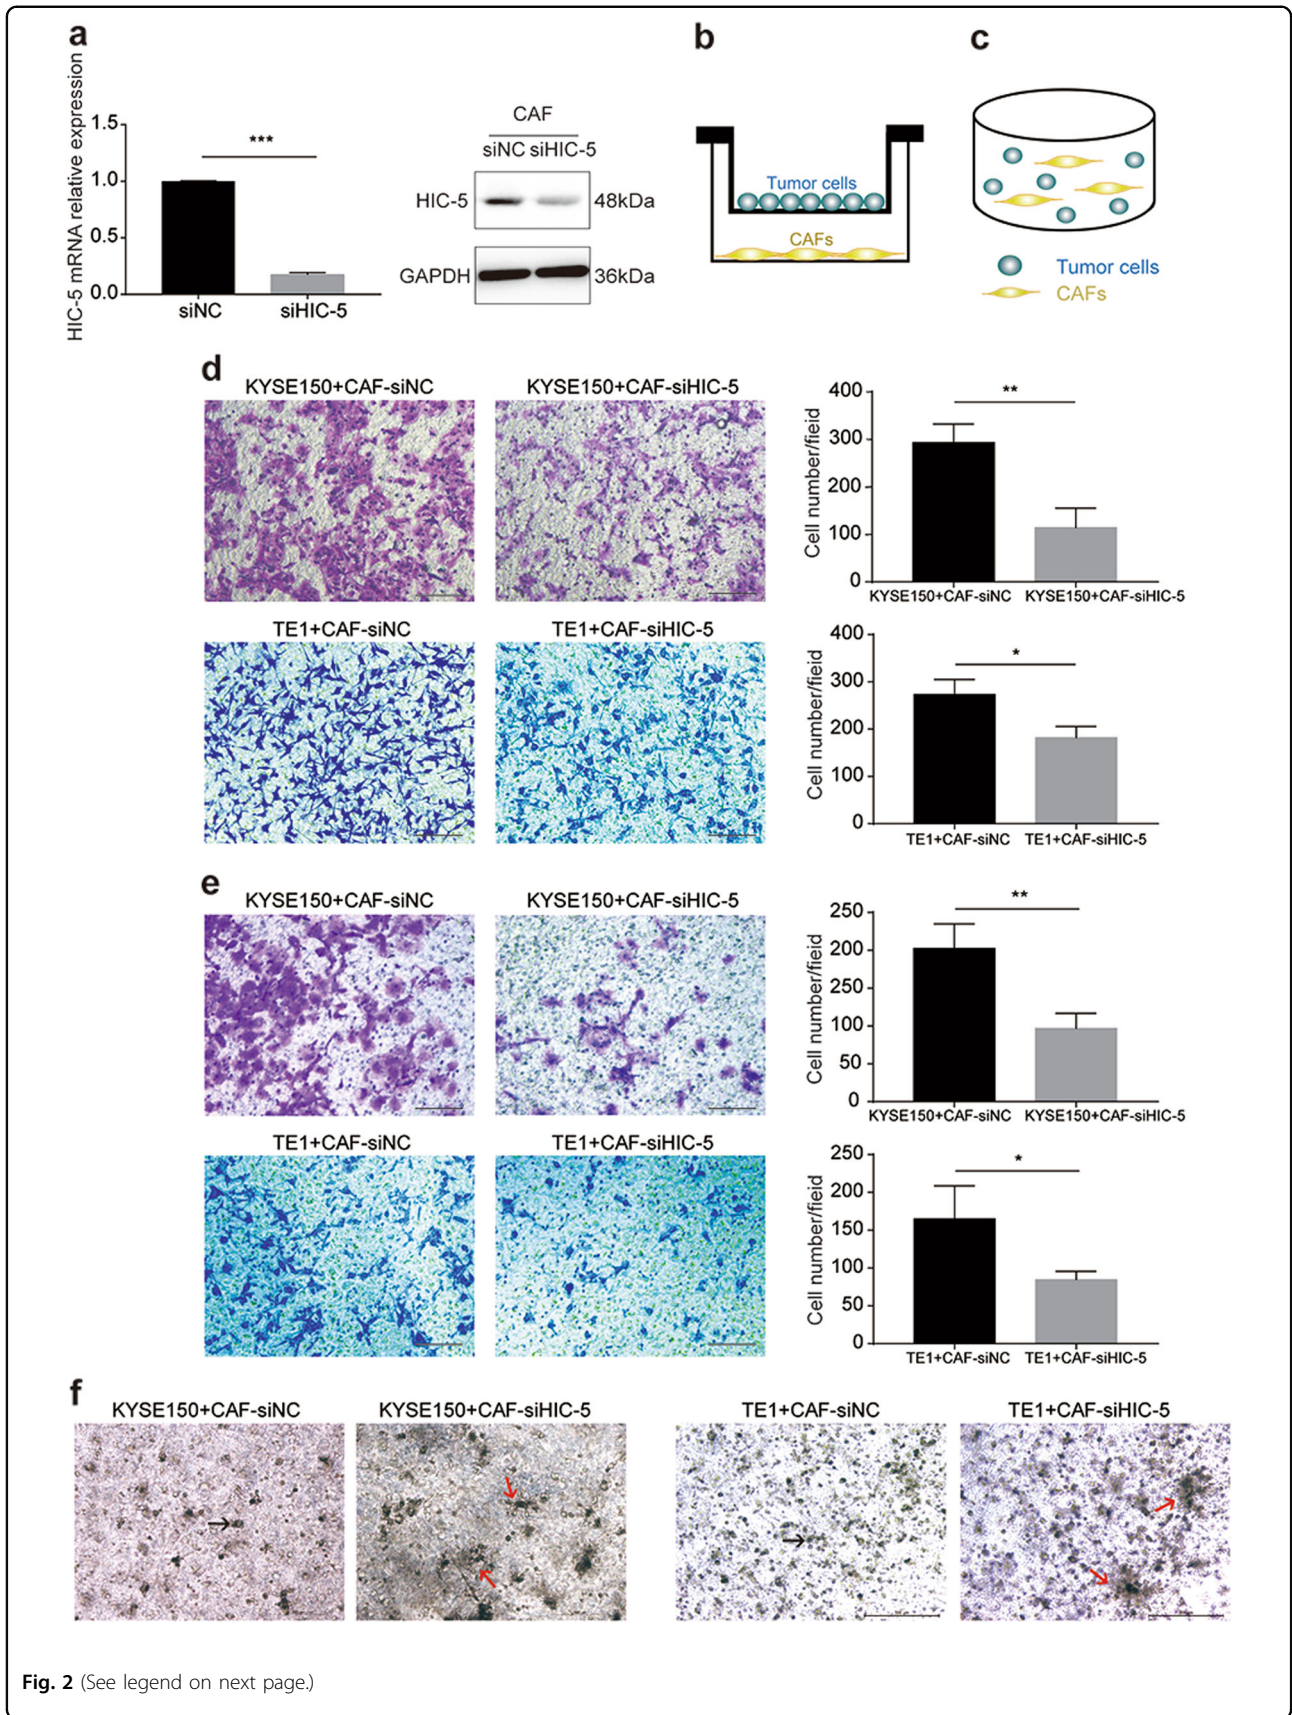 a
HIC-5 mRNA relative expression
1.5
1.0
0.5
0.0
***
siNC
siHIC-5
CAF
siNC siHIC-5
HIC-5
48kDa
GAPDH
36kDa
b
Tumor cells
CAFs
c
Tumor cells
CAFs
d
KYSE150+CAF-siNC
KYSE150+CAF-siHIC-5
Cell number/fieid
400
300
200
100
0
**
KYSE150+CAF-siNC
KYSE150+CAF-siHIC-5
TE1+CAF-siNC
TE1+CAF-siHIC-5
Cell number/fieid
400
300
200
100
0
*
TE1+CAF-siNC
TE1+CAF-siHIC-5
e
KYSE150+CAF-siNC
KYSE150+CAF-siHIC-5
Cell number/fieid
250
200
250
100
50
0
**
KYSE150+CAF-siNC
KYSE150+CAF-siHIC-5
TE1+CAF-siNC
TE1+CAF-siHIC-5
Cell number/fieid
250
200
150
100
50
0
*
TE1+CAF-siNC
TE1+CAF-siHIC-5
f
KYSE150+CAF-siNC
KYSE150+CAF-siHIC-5
TE1+CAF-siNC
TE1+CAF-siHIC-5
Fig. 2 (See legend on next page.)